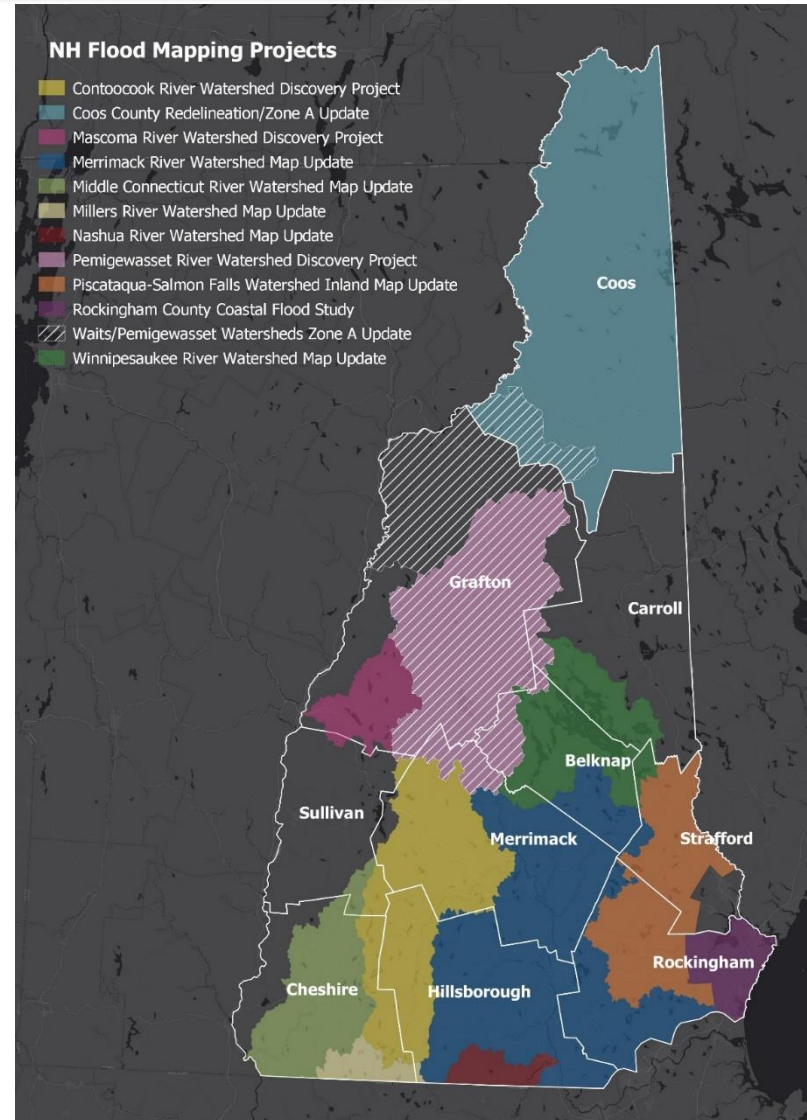 NH Flood Mapping Projects
Contoocook River Watershed Discovery Project
Coos County Redelineation/Zone A Update
Mascoma River Watershed Discovery Project
Merrimack River Watershed Map Update
Middle Connecticut River Watershed Map Update
Millers River Watershed Map Update
Nashua River Watershed Map Update
Pemigewasset River Watershed Discovery Project
Piscataqua-Salmon Falls Watershed Inland Map Update
Rockingham County Coastal Flood Study
Waits/Pemigewasset Watersheds Zone A Update
Winnipesaukee River Watershed Map Update
Coos
Grafton
Carroll
Belknap
Sullivan
Merrimack
Strafford
Rockingham
Cheshire
Hillsborough